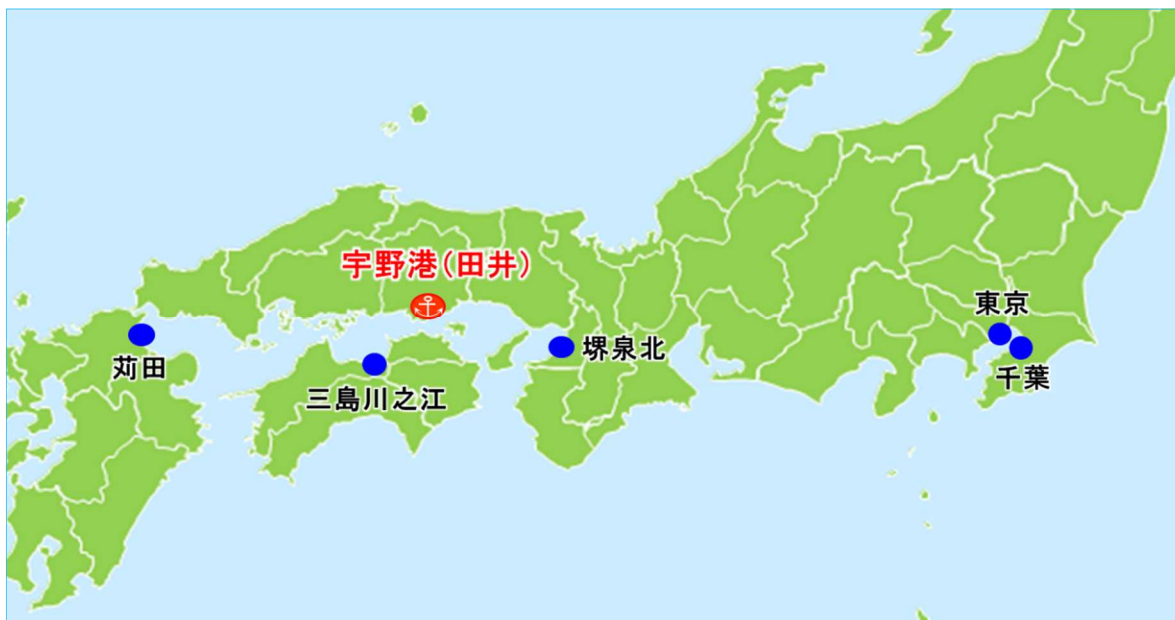 宇野港(田井)
東京
苅田
堺泉北
千葉
三島川之江